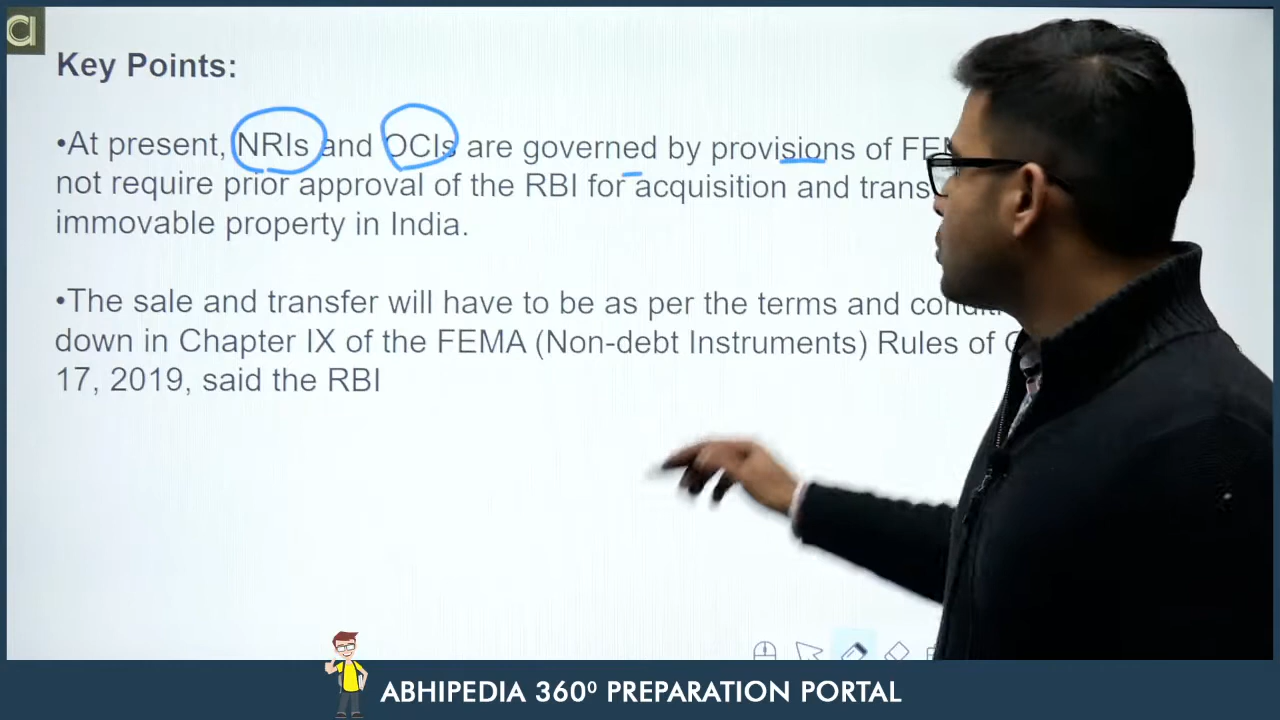 Key Points:
•At present, NRIs and OCIs are governed by provisions of
not require prior approval of the RBI for acquisition and
immovable property in India.
•The sale and transfer will have to be as per the terms and
down in Chapter IX of the FEMA (Non-debt Instruments) Rules of
17, 2019, said the RBI
ABHIPEDIA 360⁰ PREPARATION PORTAL